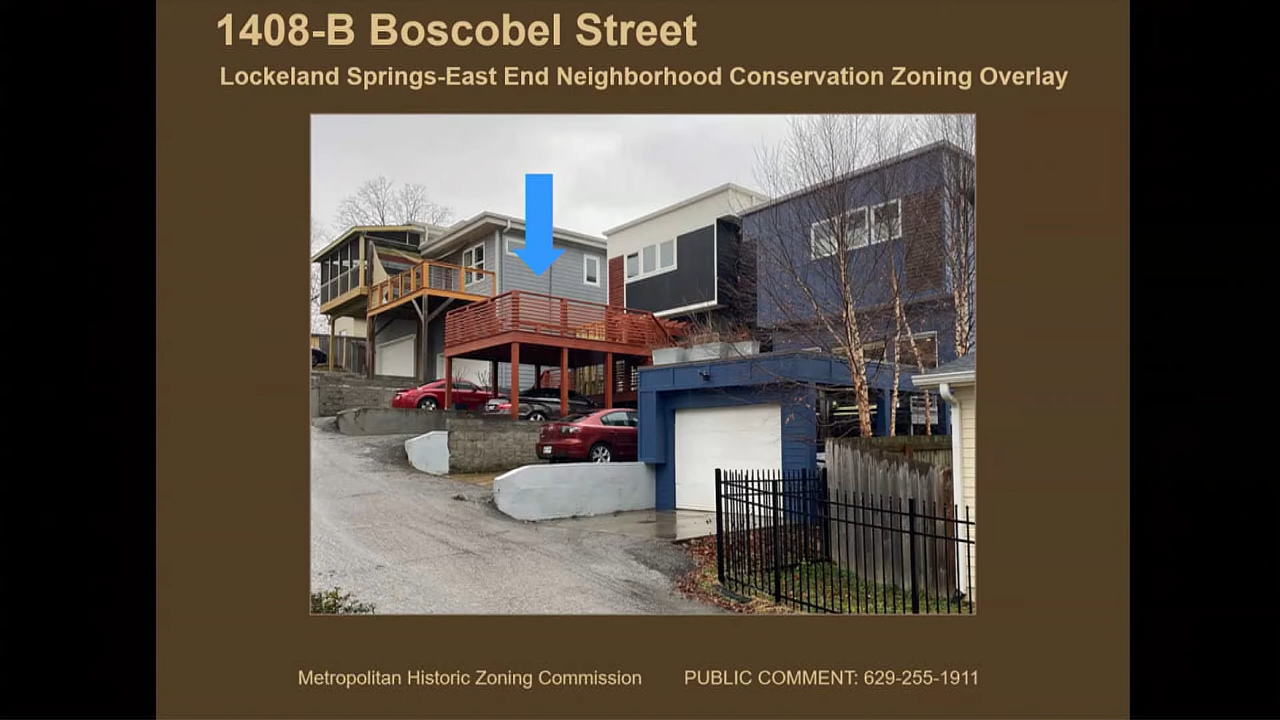 1408-B Boscobel Street
Lockeland Springs-East End Neighborhood Conservation Zoning Overlay
Metropolitan Historic Zoning Commission PUBLIC COMMENT: 629-255-1911